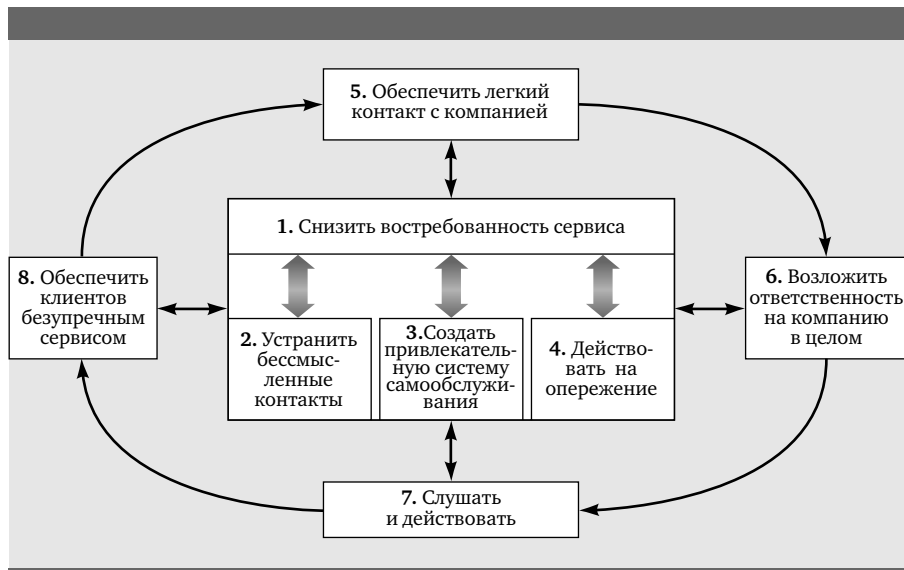 5. Обеспечить легкий
контакт с компанией
1. Снизить востребованность сервиса
8. Обеспечить
клиентов
безупречным
сервисом
6. Возложить
ответственность
на компанию
в целом
2. Устранить
бессмыс-
ленные
контакты
3.Создать
привлекатель-
ную систему
самообслужи-
вания
4. Действо-
вать на
опережение
7. Слушать
и действовать